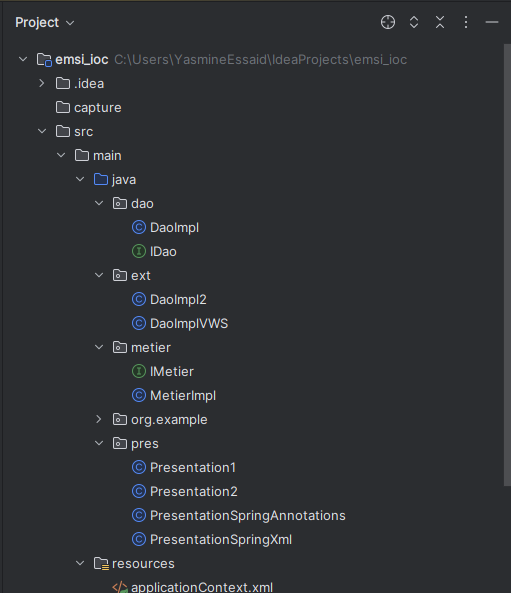 Project
emsi_ioc C:\Users\YasmineEssaid\IdeaProjects\emsi_ioc
.idea
capture
src
main
java
dao
C DaoImpl
I IDao
ext
C DaoImpl2
C DaoImplVWS
metier
I IMetier
C MetierImpl
org.example
pres
C Presentation1
C Presentation2
C PresentationSpringAnnotations
C PresentationSpringXml
resources
applicationContext.xml